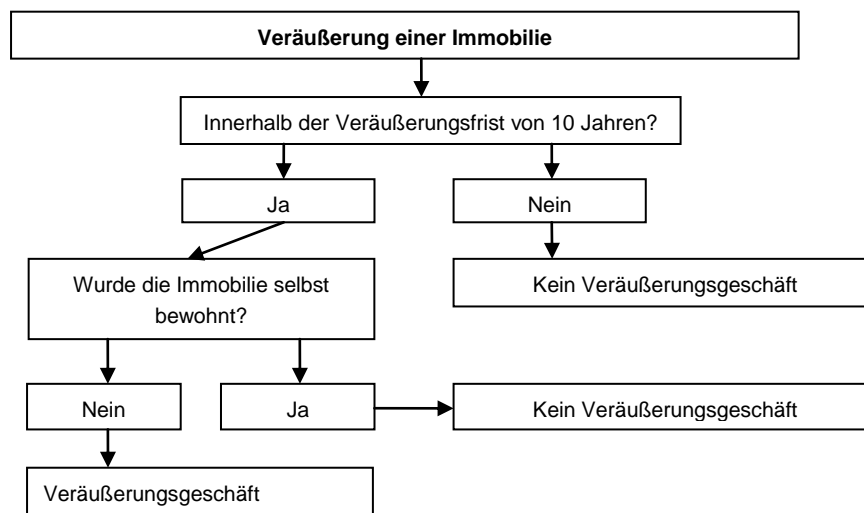 Veräußerung einer Immobilie
Innerhalb der Veräußerungsfrist von 10 Jahren?
Ja
Nein
Wurde die Immobilie selbst
bewohnt?
Kein Veräußerungsgeschäft
Nein
Ja
Kein Veräußerungsgeschäft
Veräußerungsgeschäft